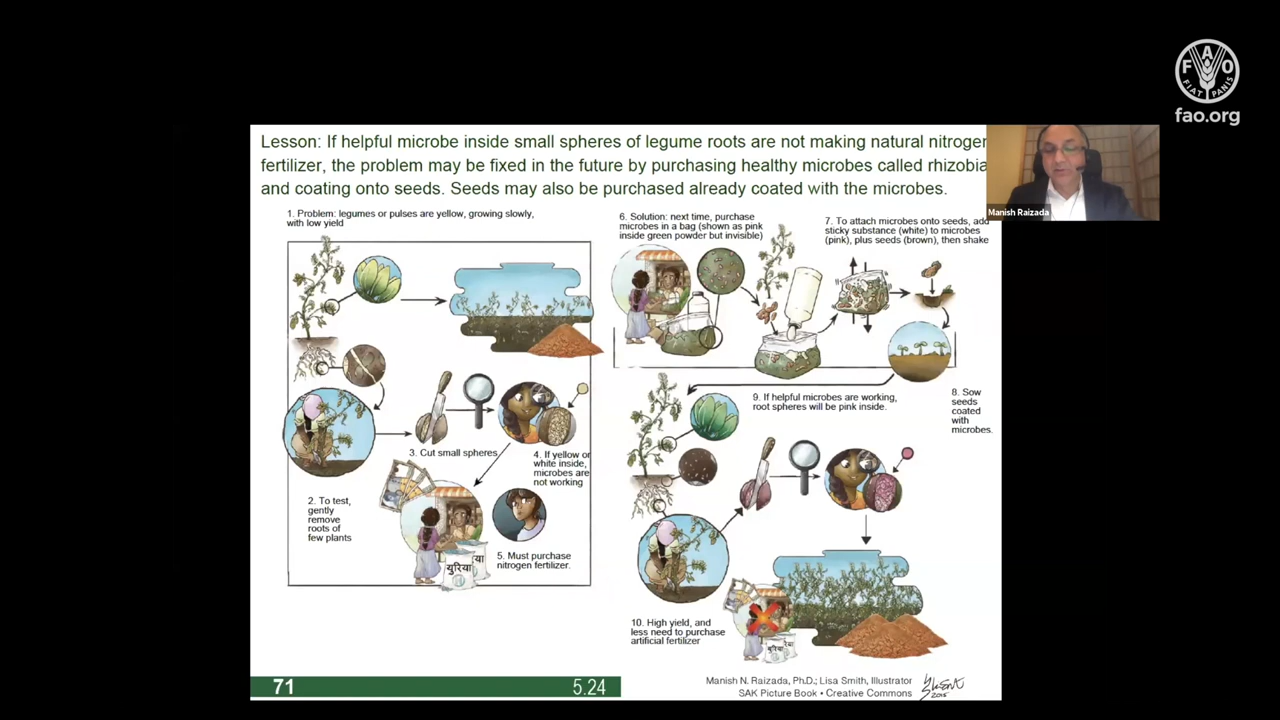 FAO
FIAT PANIS
fao.org
Lesson: If helpful microbe inside small spheres of legume roots are not making natural nitrogen
fertilizer, the problem may be fixed in the future by purchasing healthy microbes called rhizobia
and coating onto seeds. Seeds may also be purchased already coated with the microbes.
Manish Raizada
1. Problem: legumes or pulses are yellow, growing slowly,
with low yield
2. To test,
gently
remove
roots of
few plants
3. Cut small spheres
4. If yellow or
white inside,
microbes are
not working
5. Must purchase
nitrogen fertilizer.
युरिया
या
6. Solution: next time, purchase
microbes in a bag (shown as pink
inside green powder but invisible)
7. To attach microbes onto seeds, add
sticky substance (white) to microbes
(pink), plus seeds (brown), then shake
8. Sow
seeds
coated
with
microbes.
9. If helpful microbes are working,
root spheres will be pink inside.
10. High yield, and
less need to purchase
artificial fertilizer
71
5.24
Manish N. Raizada, Ph.D.; Lisa Smith, Illustrator
SAK Picture Book • Creative Commons
2015